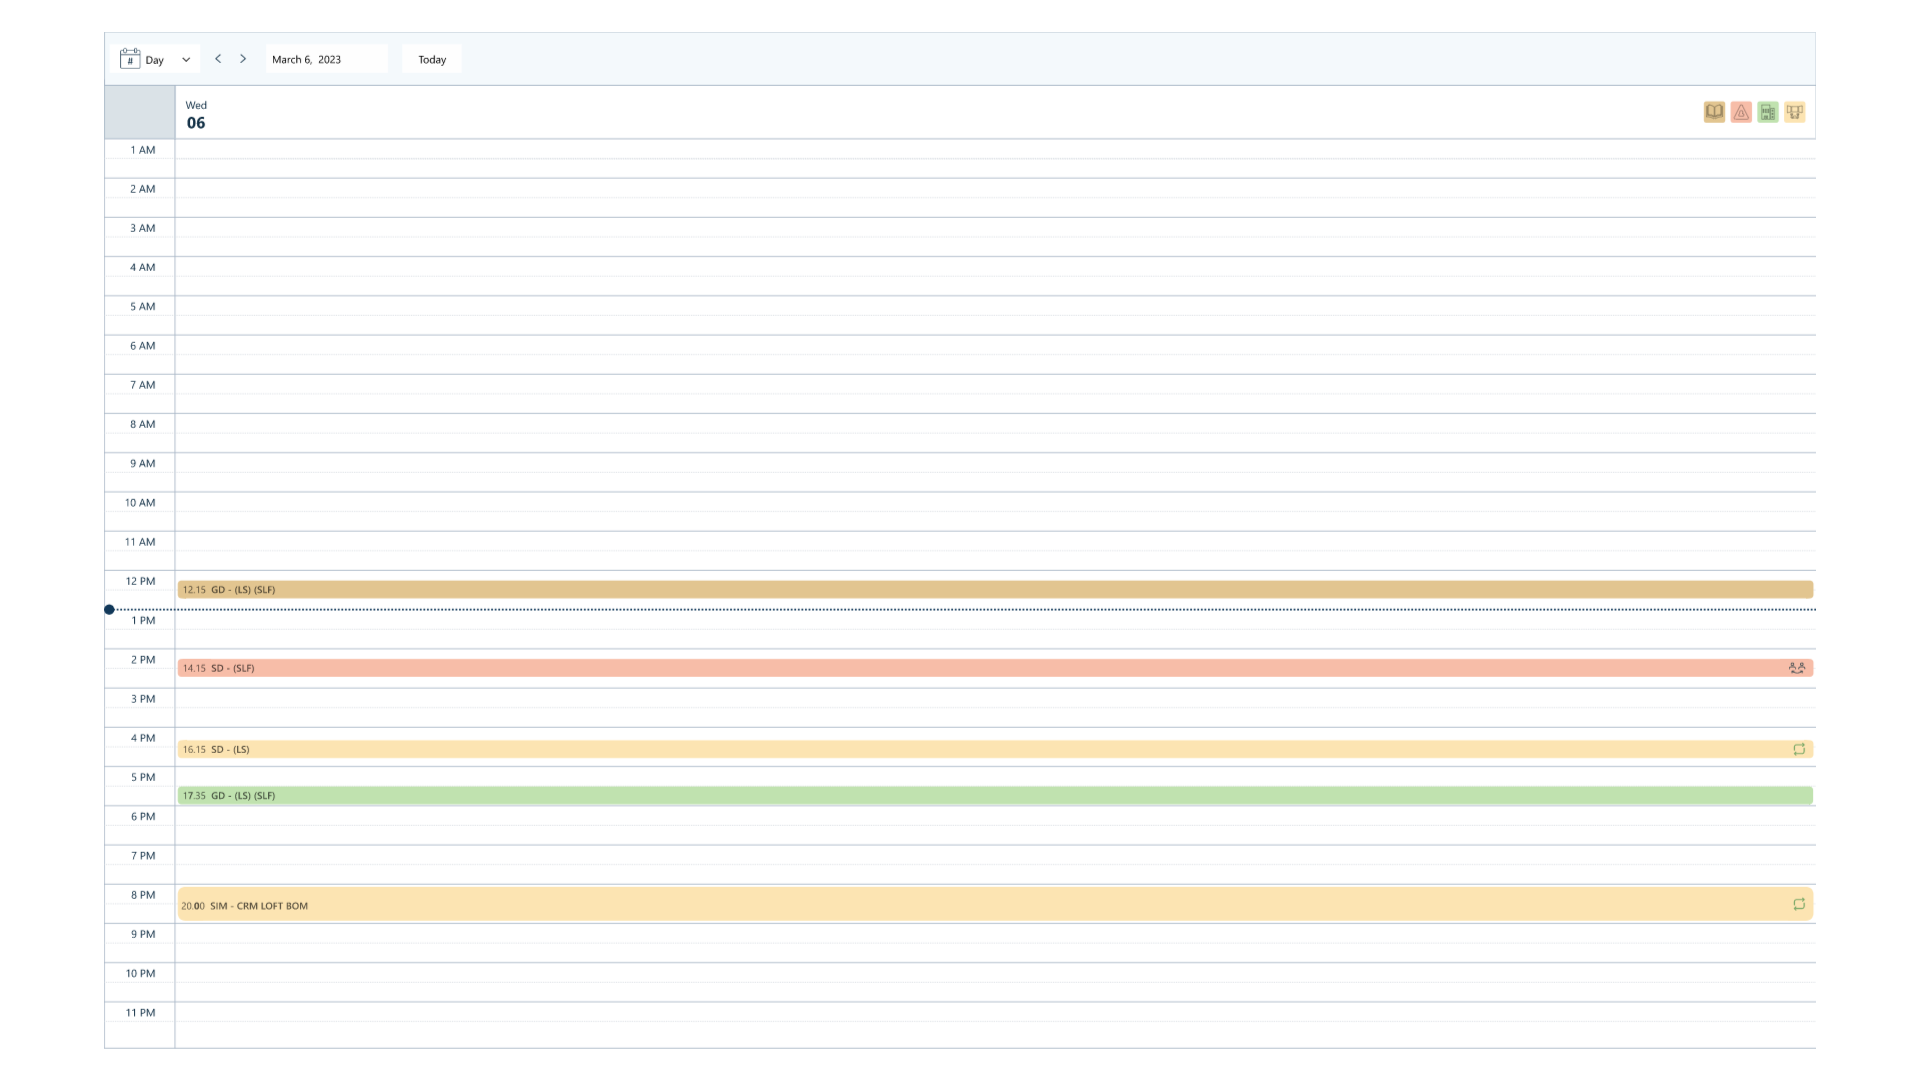 # Day < > March 6, 2023 Today
Wed
06
1 AM
2 AM
3 AM
4 AM
5 AM
6 AM
7 AM
8 AM
9 AM
10 AM
11 AM
12 PM
12.15 GD - (LS) (SLF)
1 PM
2 PM
14.15 SD - (SLF)
3 PM
4 PM
16.15 SD - (LS)
5 PM
17.35 GD - (LS) (SLF)
6 PM
7 PM
8 PM
20.00 SIM - CRM LOFT BOM
9 PM
10 PM
11 PM